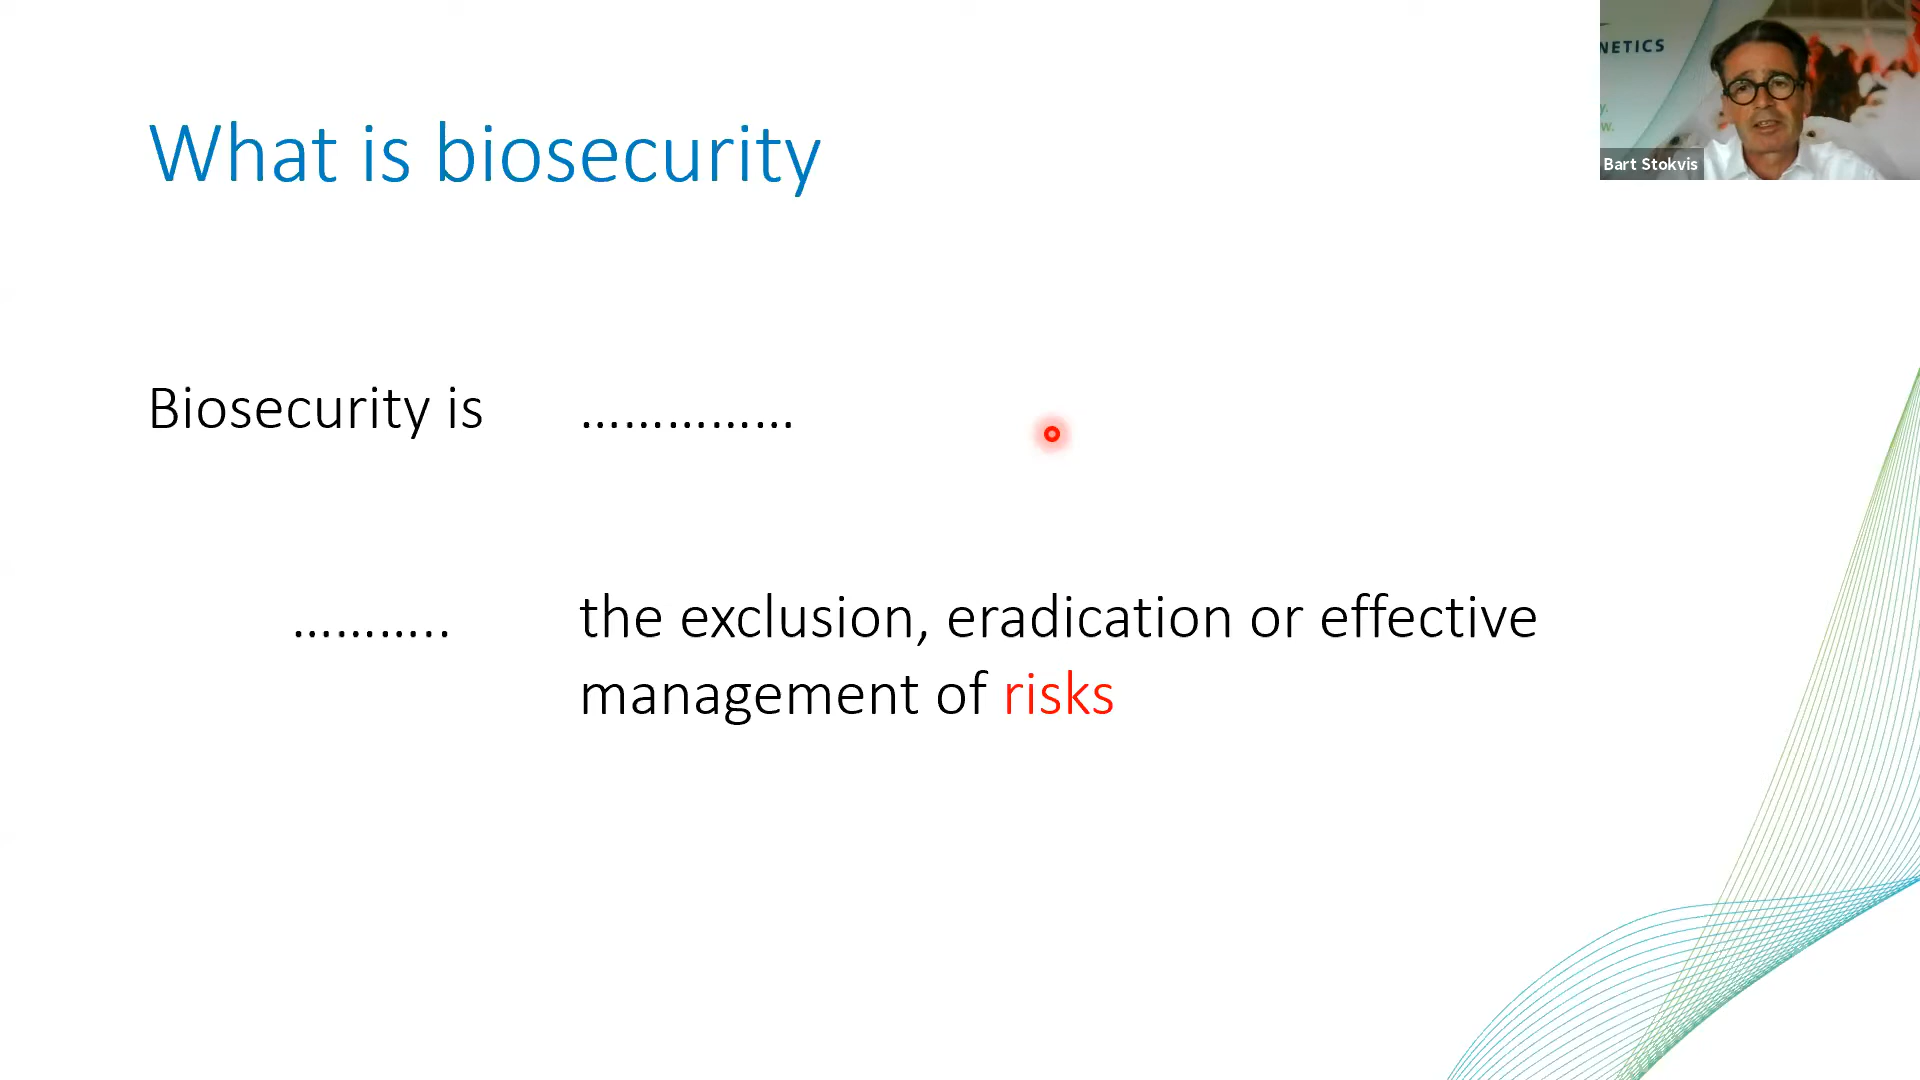 What is biosecurity
NETICS
y.
w.
Bart Stokvis
Biosecurity is ……………
……….. the exclusion, eradication or effective
management of risks